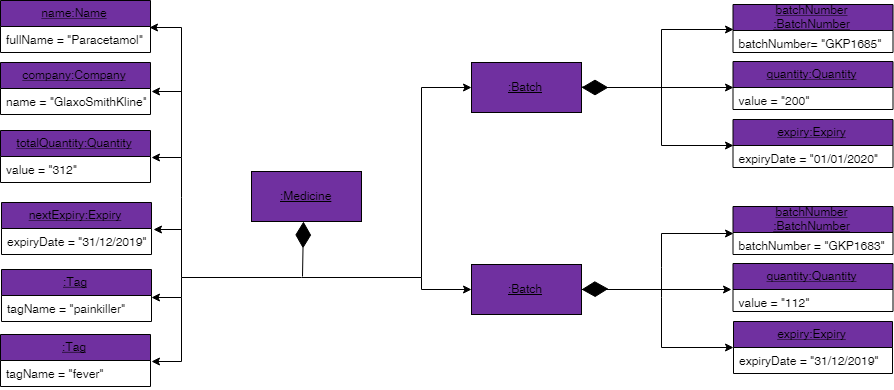 name:Name
fullName = "Paracetamol"
company:Company
name = "GlaxoSmithKline"
totalQuantity:Quantity
value = "312"
nextExpiry:Expiry
expiryDate = "31/12/2019"
:Tag
tagName = "painkiller"
:Tag
tagName = "fever"
:Medicine
:Batch
:Batch
batchNumber
:BatchNumber
batchNumber= "GKP1685"
quantity:Quantity
value = "200"
expiry:Expiry
expiryDate = "01/01/2020"
batchNumber
:BatchNumber
batchNumber = "GKP1683"
quantity:Quantity
value = "112"
expiry:Expiry
expiryDate = "31/12/2019"